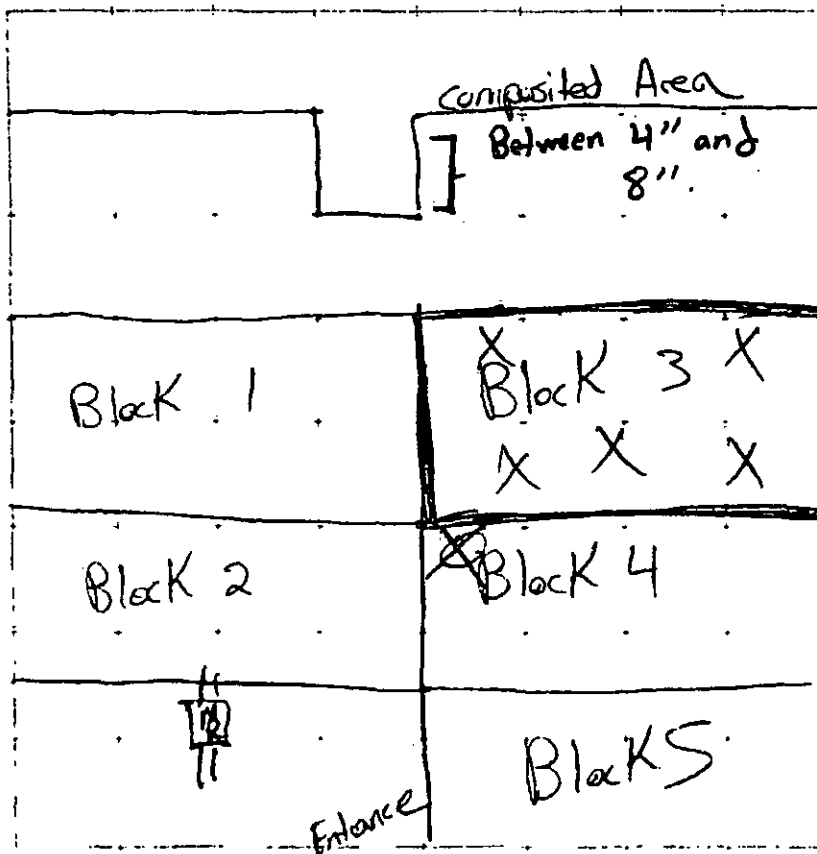 Composited Area
Between 4" and
8".
Block 1
Block 3
X X
X X X
Block 2
X
Block 4
Block 5
Entrance